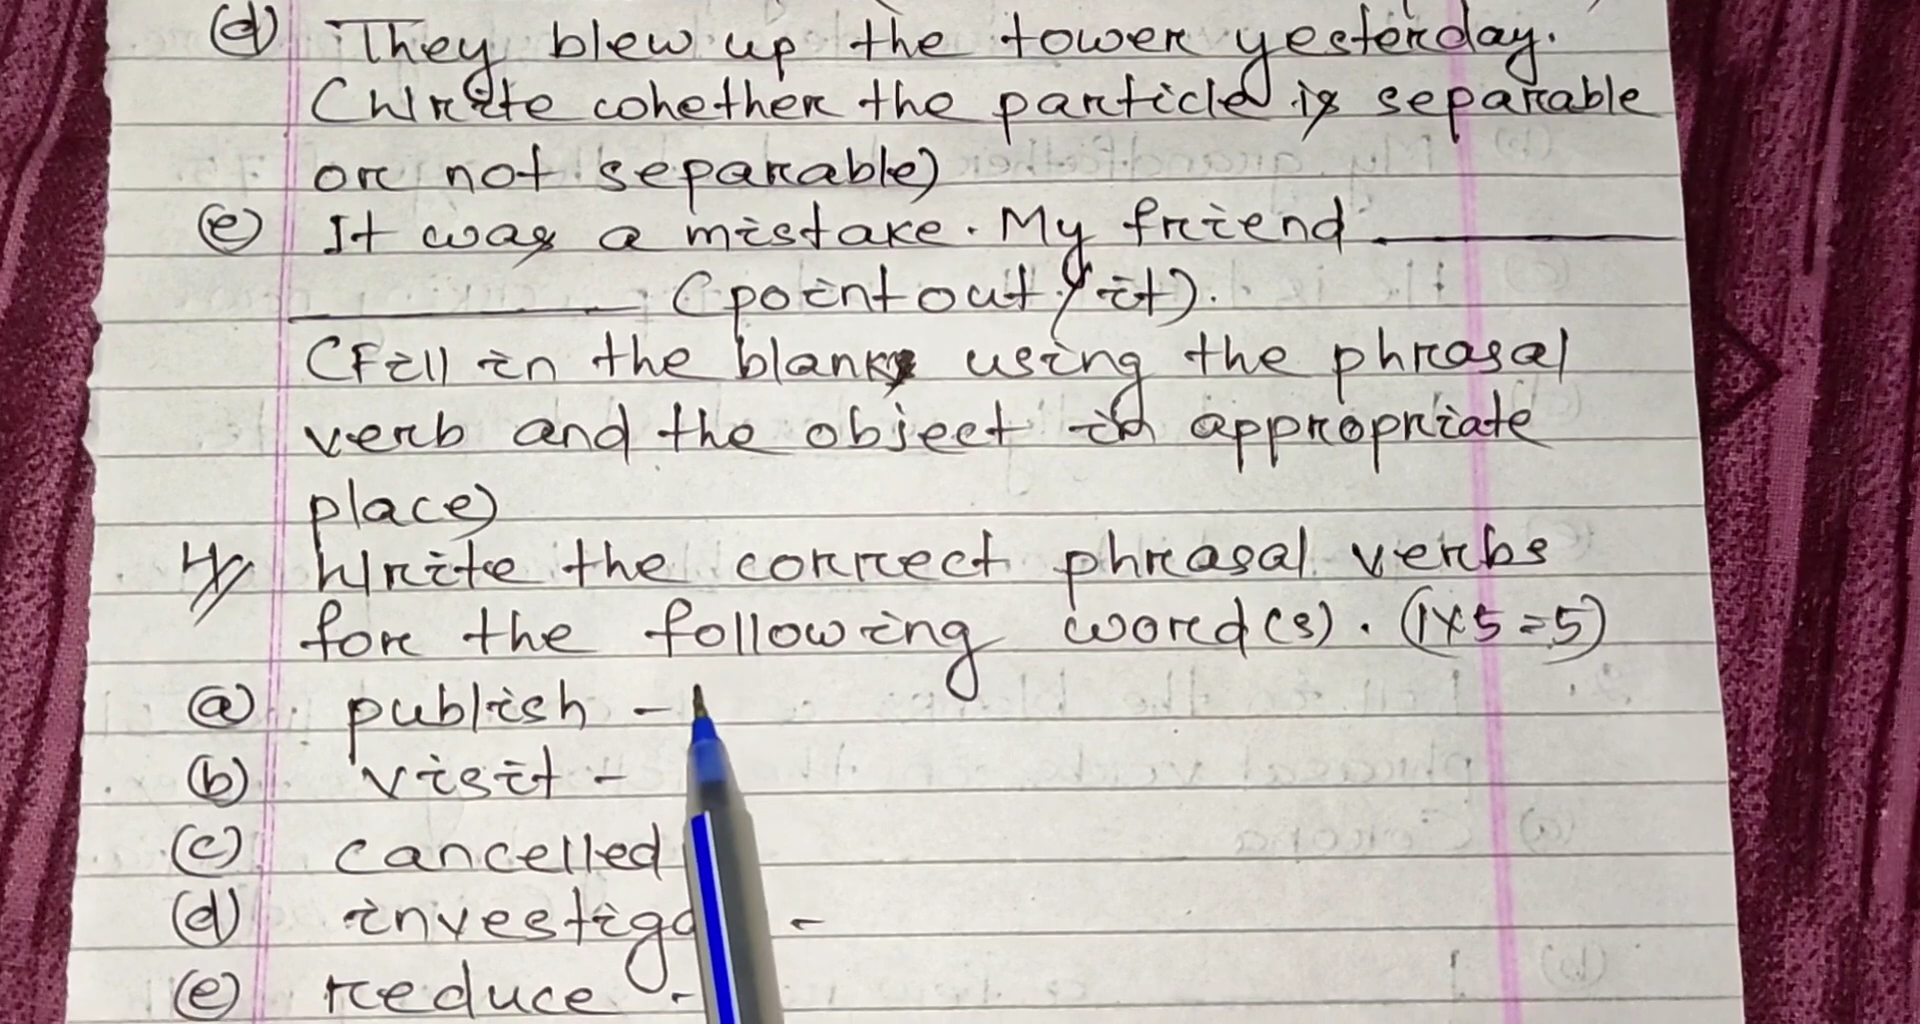 (d) They blew up the tower yesterday.
(Write whether the particle is separable
or not separable)
(e) It was a mistake. My friend ________
________ (point out / it).
(Fill in the blank using the phrasal
verb and the object in appropriate
place)
4// Write the correct phrasal verbs
for the following word(s). (1×5=5)
(a) publish -
(b) visit -
(c) cancelled
(d) investiga -
(e) reduce -